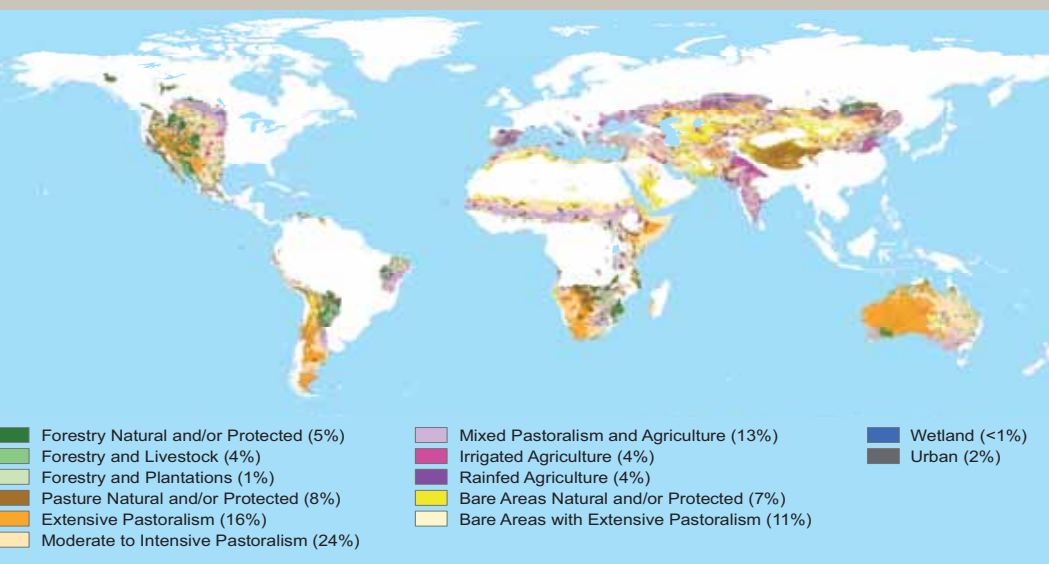 Forestry Natural and/or Protected (5%)
Forestry and Livestock (4%)
Forestry and Plantations (1%)
Pasture Natural and/or Protected (8%)
Extensive Pastoralism (16%)
Moderate to Intensive Pastoralism (24%)
Mixed Pastoralism and Agriculture (13%)
Irrigated Agriculture (4%)
Rainfed Agriculture (4%)
Bare Areas Natural and/or Protected (7%)
Bare Areas with Extensive Pastoralism (11%)
Wetland (<1%)
Urban (2%)